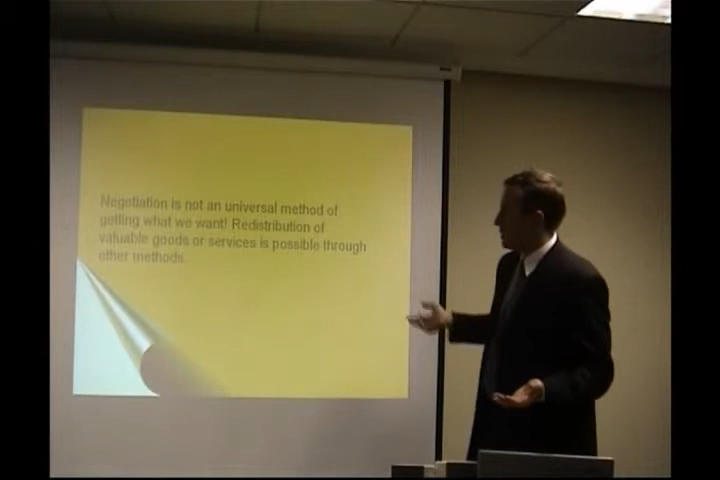 Negotiation is not an universal method of
getting what we want! Redistribution of
valuable goods or services is possible through
other methods.